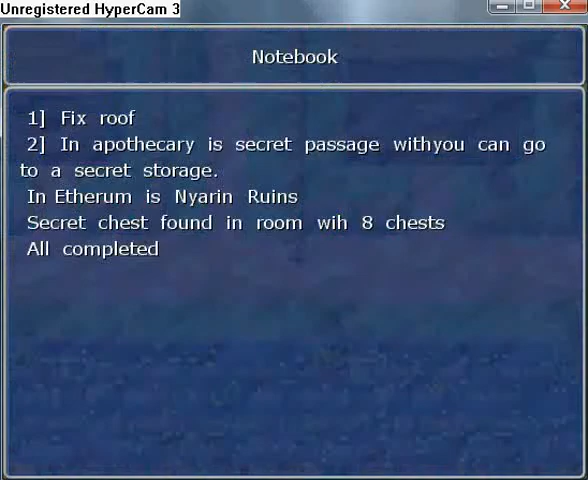 Unregistered HyperCam 3
Notebook
1] Fix roof
2] In apothecary is secret passage withyou can go
to a secret storage.
In Etherum is Nyarin Ruins
Secret chest found in room wih 8 chests
All completed